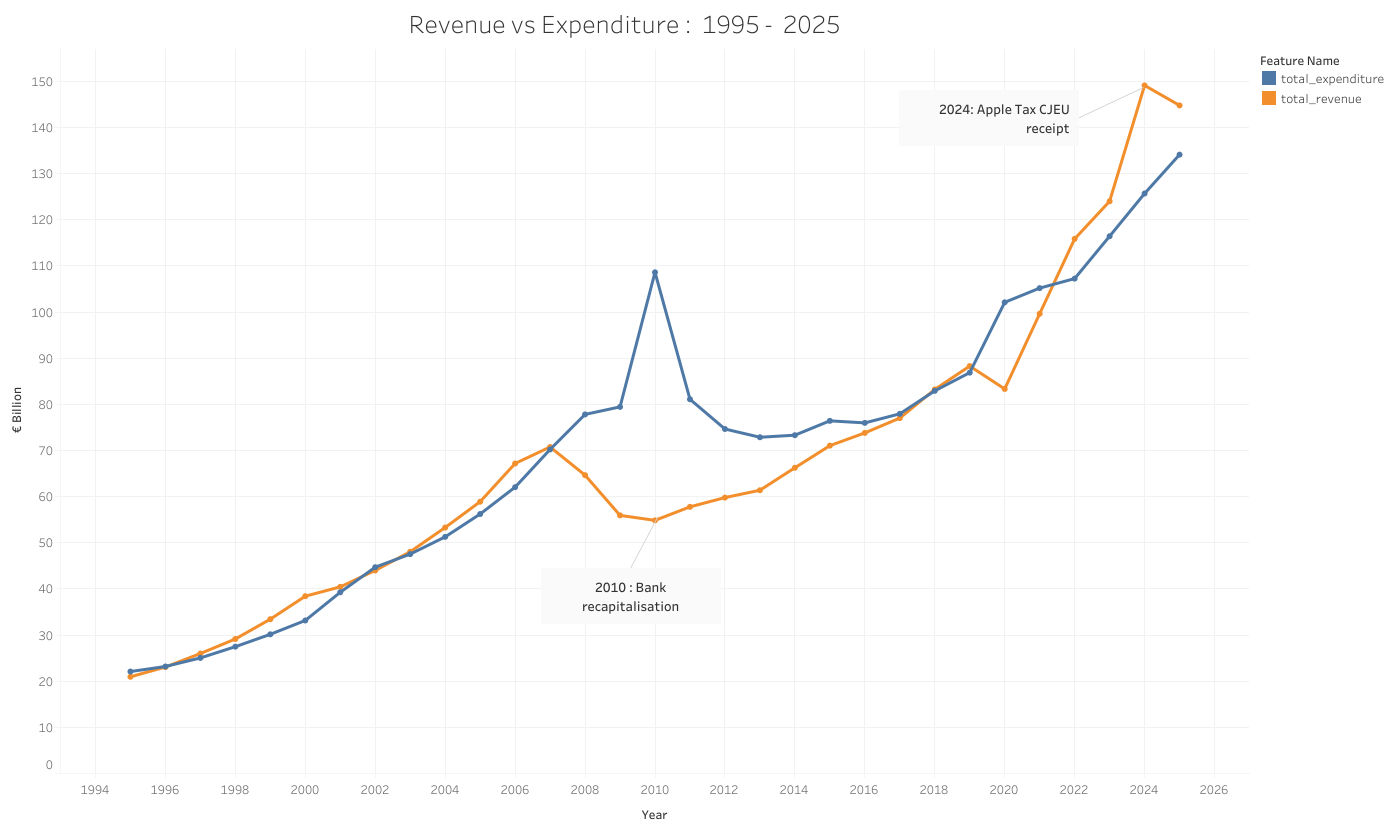 Revenue vs Expenditure : 1995 - 2025
Feature Name
total_expenditure
total_revenue
€ Billion
150
140
130
120
110
100
90
80
70
60
50
40
30
20
10
0
2024: Apple Tax CJEU
receipt
2010 : Bank
recapitalisation
1994 1996 1998 2000 2002 2004 2006 2008 2010 2012 2014 2016 2018 2020 2022 2024 2026
Year